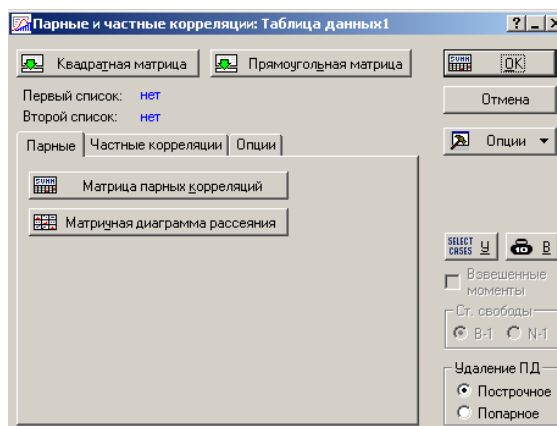 Парные и частные корреляции: Таблица данных1
Квадратная матрица
Прямоугольная матрица
OK
Первый список: нет
Отмена
Второй список: нет
Парные
Частные корреляции
Опции
Опции
Матрица парных корреляций
Матричная диаграмма рассеяния
SELECT CASES У
В
Взвешенные моменты
Ст. свободы
В-1
N-1
Удаление ПД
Построчное
Попарное